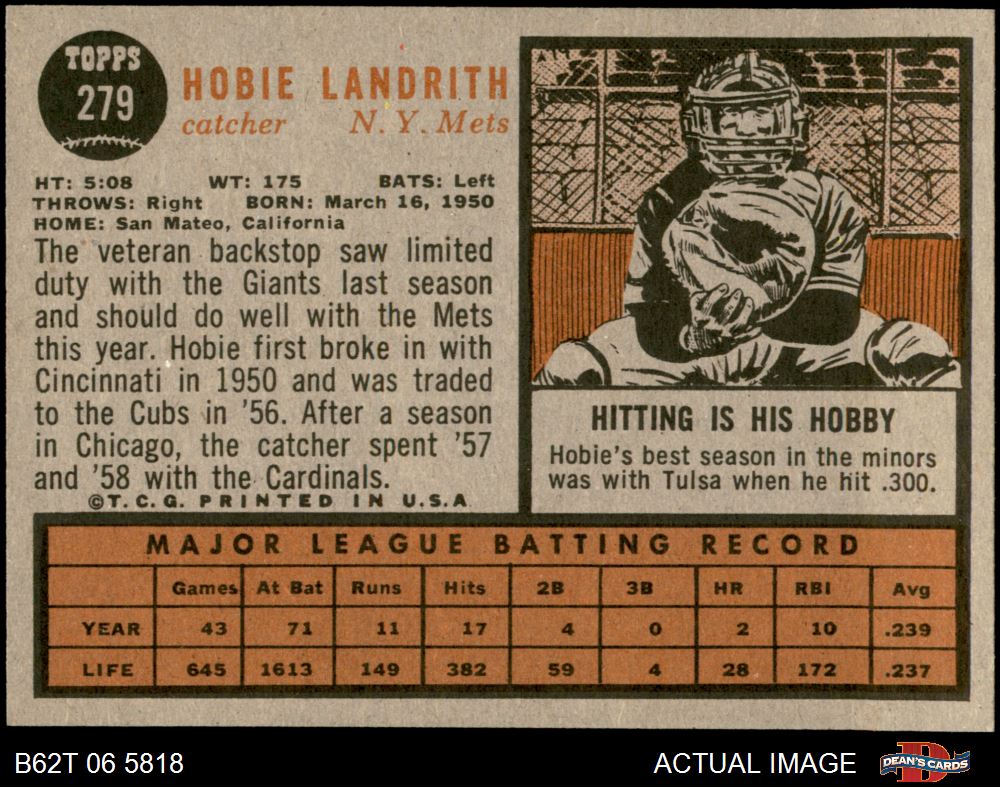 TOPPS
279
HOBIE LANDRITH
catcher N. Y. Mets
HT: 5:08 WT: 175 BATS: Left
THROWS: Right BORN: March 16, 1950
HOME: San Mateo, California
The veteran backstop saw limited
duty with the Giants last season
and should do well with the Mets
this year. Hobie first broke in with
Cincinnati in 1950 and was traded
to the Cubs in '56. After a season
in Chicago, the catcher spent '57
and '58 with the Cardinals.
©T.C.G. PRINTED IN U.S.A
HITTING IS HIS HOBBY
Hobie's best season in the minors
was with Tulsa when he hit .300.
MAJOR LEAGUE BATTING RECORD
Games At Bat Runs Hits 2B 3B HR RBI Avg
YEAR 43 71 11 17 4 0 2 10 .239
LIFE 645 1613 149 382 59 4 28 172 .237
B62T 06 5818 ACTUAL IMAGE D DEAN'S CARDS